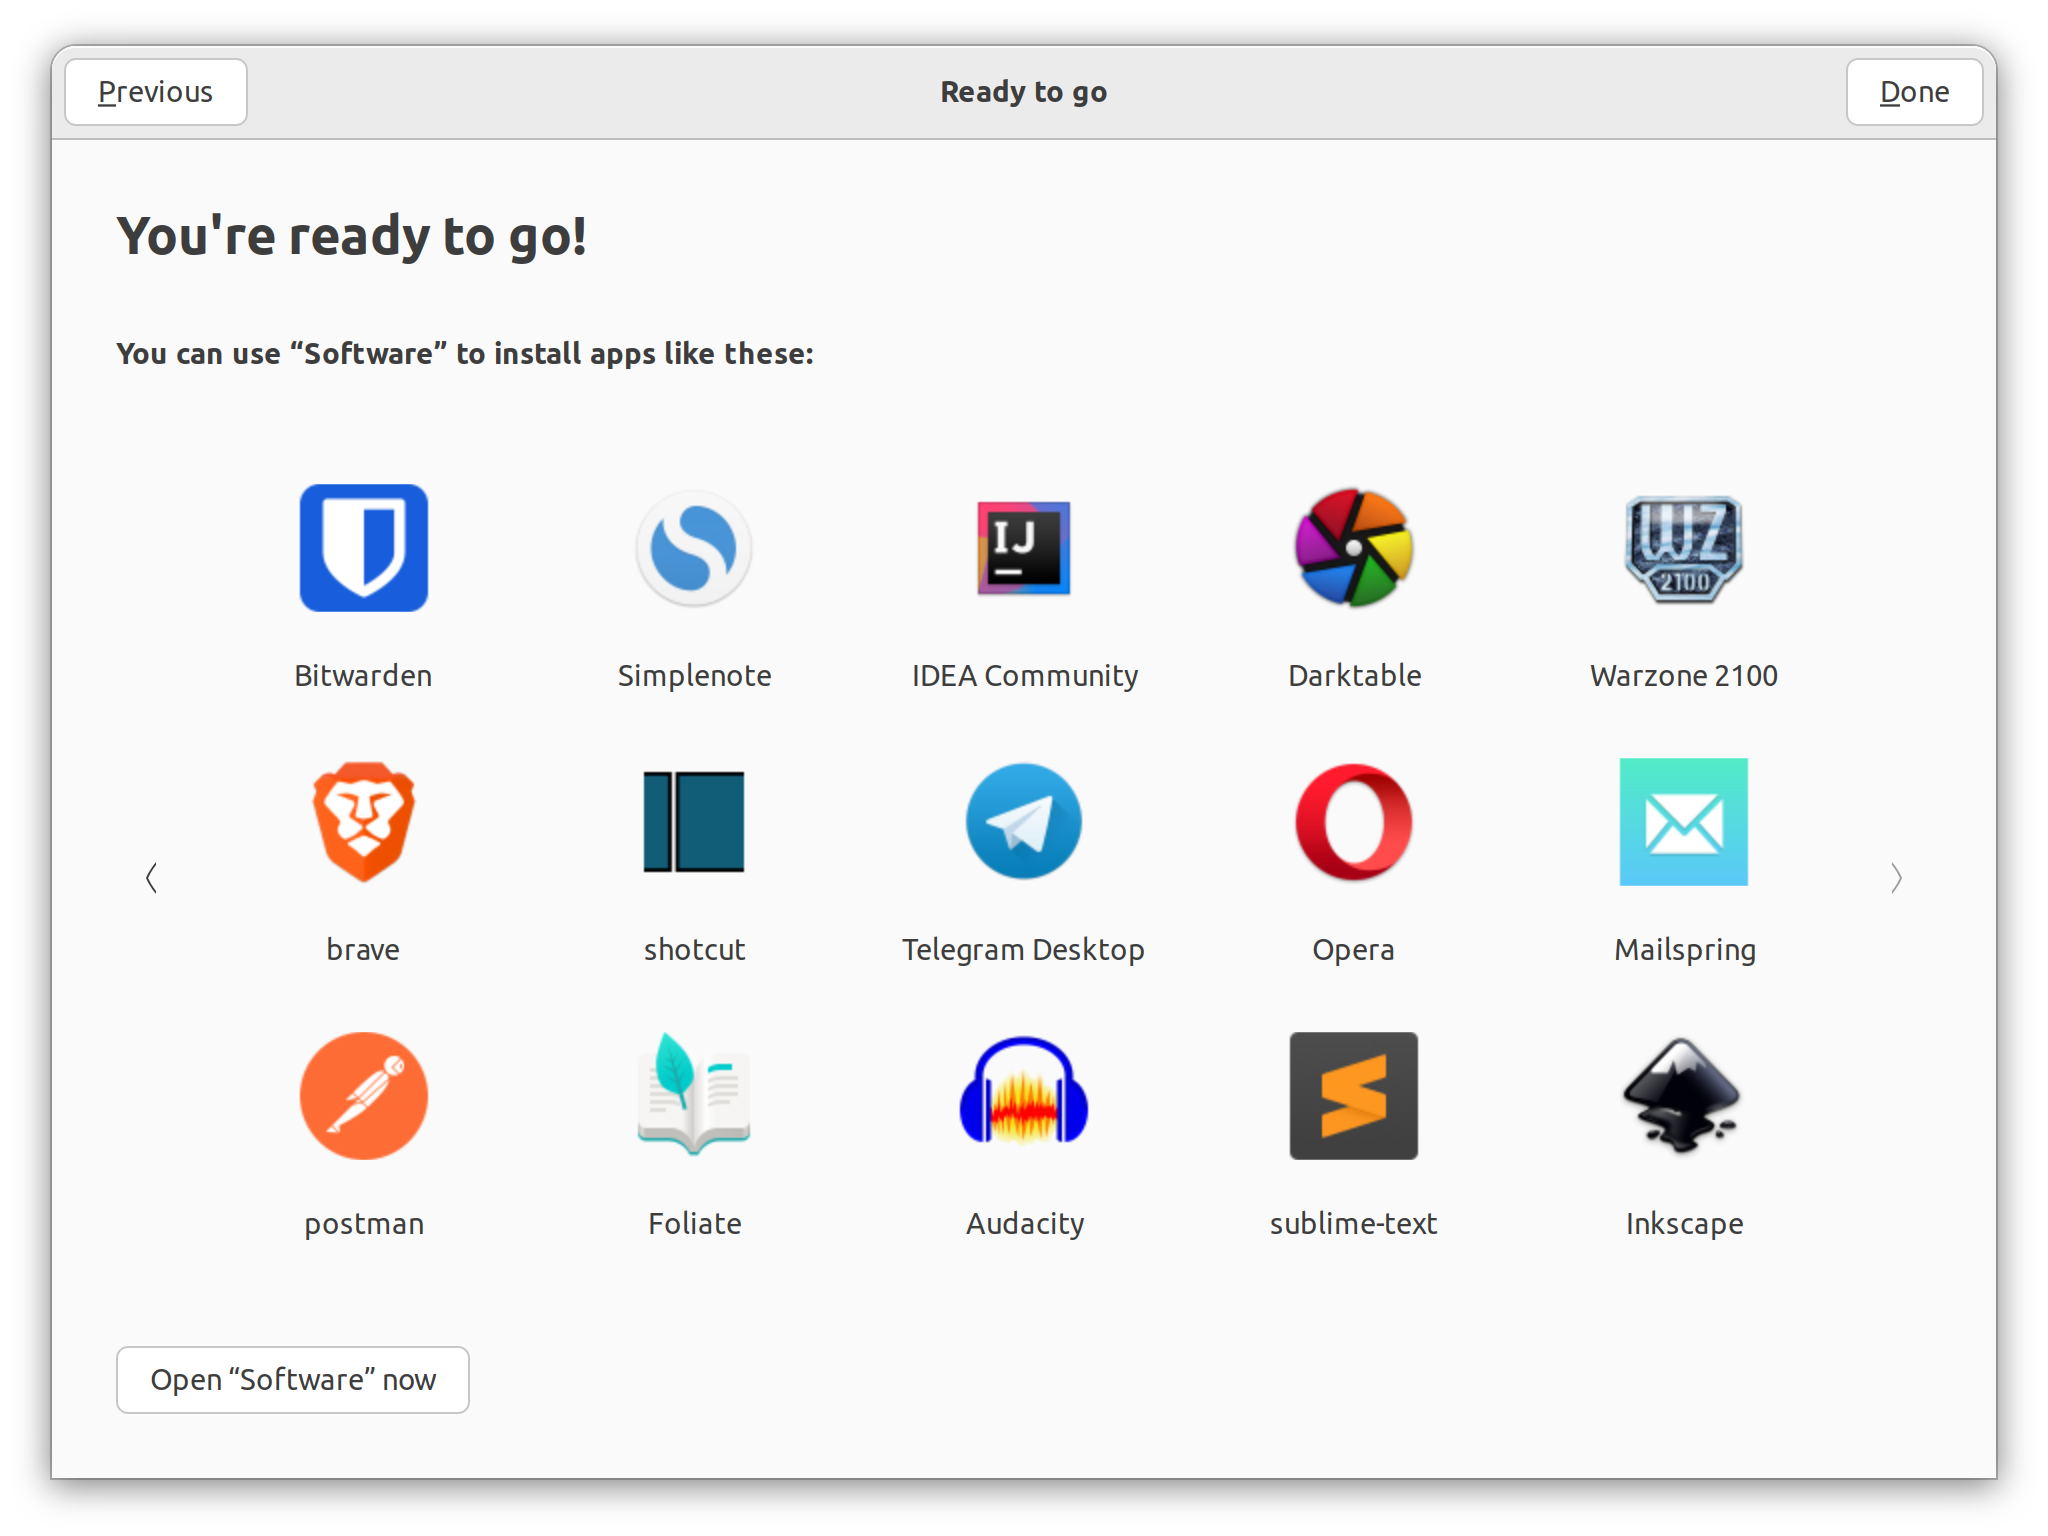 Previous
Ready to go
Done
You're ready to go!
You can use “Software” to install apps like these:
IJ
WZ
2100
Bitwarden
Simplenote
IDEA Community
Darktable
Warzone 2100
brave
shotcut
Telegram Desktop
Opera
Mailspring
postman
Foliate
Audacity
sublime-text
Inkscape
Open “Software” now